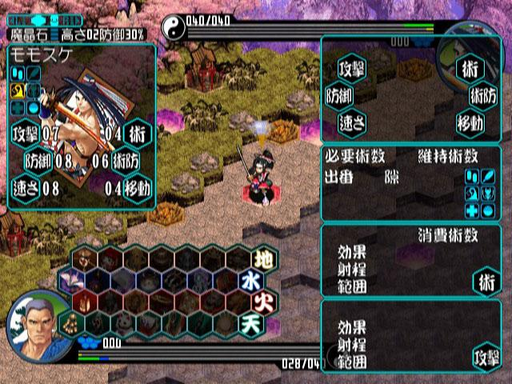 040/040
魔晶石 高さ02防御30%
000
モモスケ
攻撃07 04術
防御08 06術防
速さ08 04移動
攻撃 術
防御 術防
速さ 移動
必要術数 維持術数
出番 隙
消費術数
効果
射程
範囲
術
地
水
火
天
000
028/040
効果
射程
範囲
攻撃